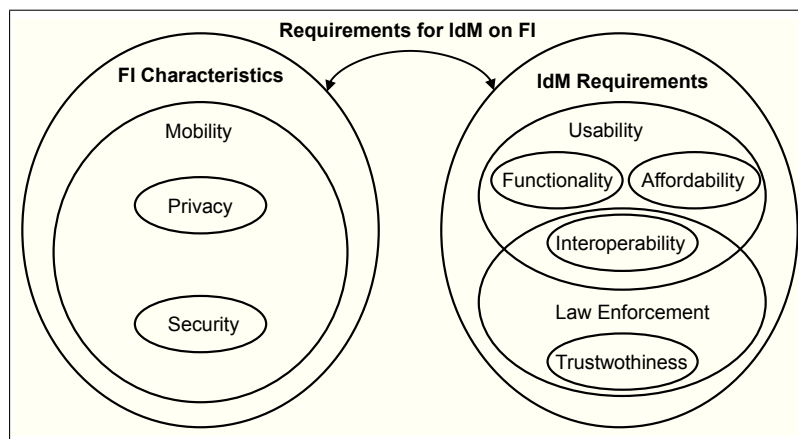 Requirements for IdM on FI
FI Characteristics
Mobility
Privacy
Security
IdM Requirements
Usability
Functionality
Affordability
Interoperability
Law Enforcement
Trustwothiness